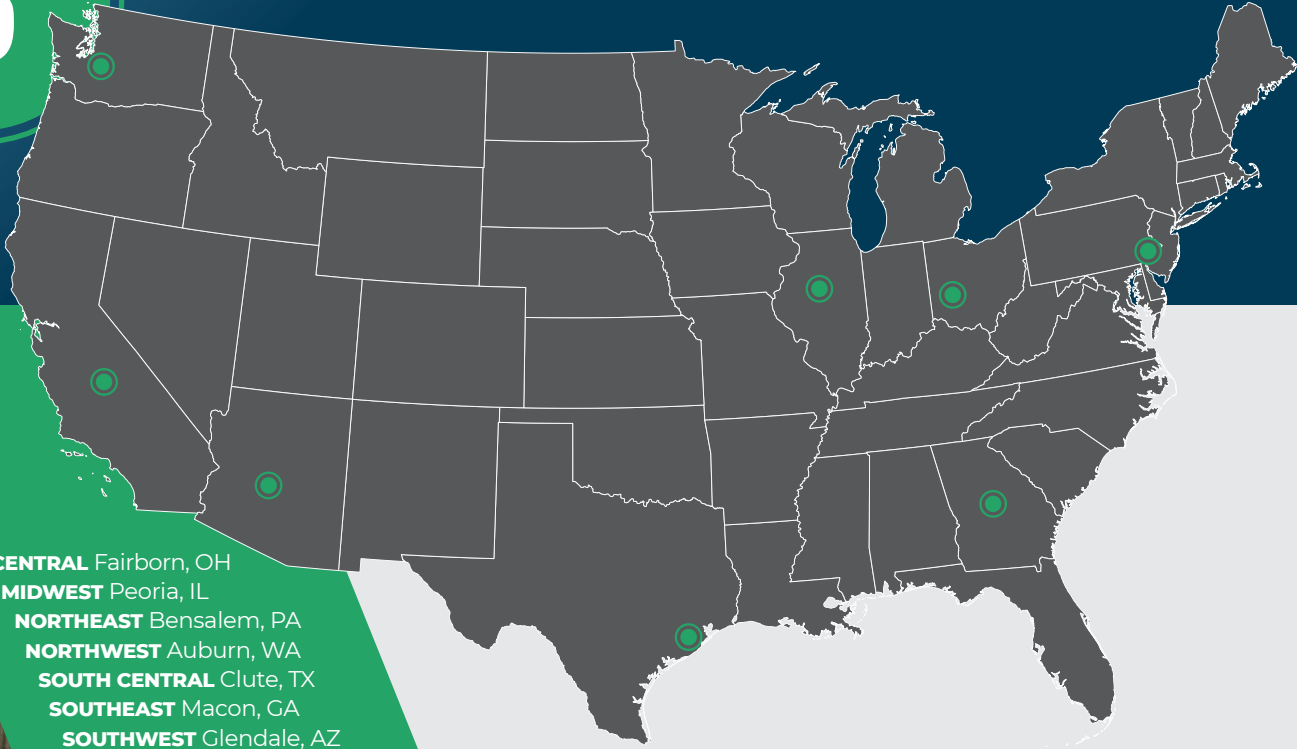 CENTRAL Fairborn, OH
MIDWEST Peoria, IL
NORTHEAST Bensalem, PA
NORTHWEST Auburn, WA
SOUTH CENTRAL Clute, TX
SOUTHEAST Macon, GA
SOUTHWEST Glendale, AZ